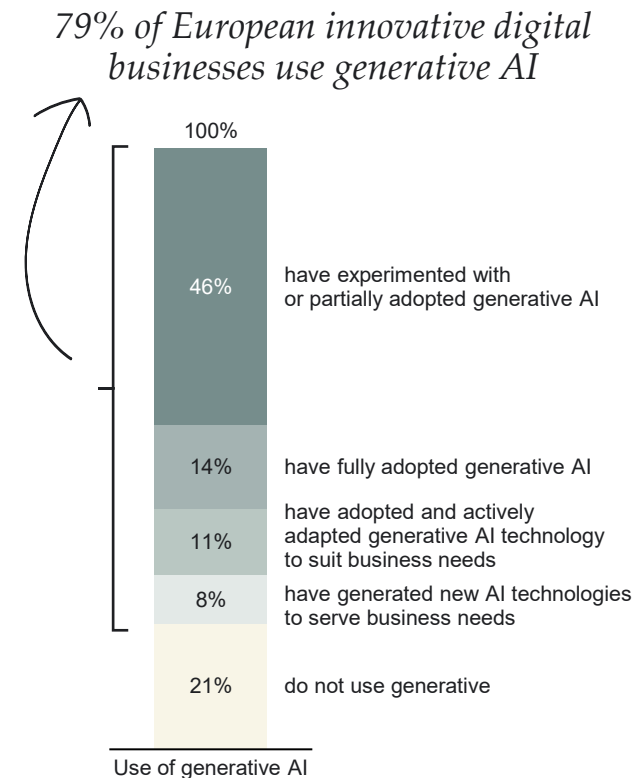 79% of European innovative digital
businesses use generative AI
100%
46%
have experimented with
or partially adopted generative AI
14%
have fully adopted generative AI
11%
have adopted and actively
adapted generative AI technology
to suit business needs
8%
have generated new AI technologies
to serve business needs
21%
do not use generative
Use of generative AI